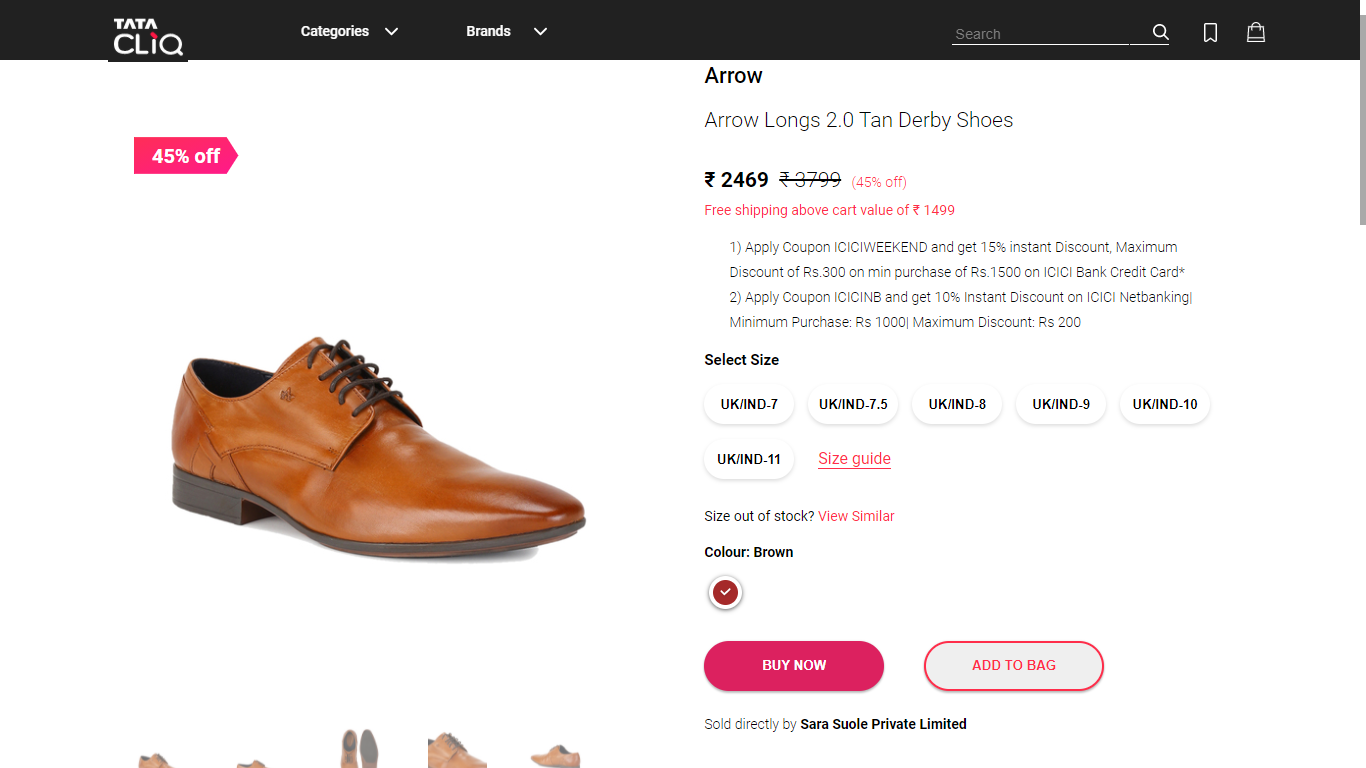 TATA
CLiQ
Categories
Brands
Search
Arrow
Arrow Longs 2.0 Tan Derby Shoes
45% off
₹ 2469 ₹ 3799 (45% off)
Free shipping above cart value of ₹ 1499
1) Apply Coupon ICICIWEEKEND and get 15% instant Discount, Maximum
Discount of Rs.300 on min purchase of Rs.1500 on ICICI Bank Credit Card*
2) Apply Coupon ICICINB and get 10% Instant Discount on ICICI Netbanking|
Minimum Purchase: Rs 1000| Maximum Discount: Rs 200
Select Size
UK/IND-7 UK/IND-7.5 UK/IND-8 UK/IND-9 UK/IND-10
UK/IND-11 Size guide
Size out of stock? View Similar
Colour: Brown
BUY NOW ADD TO BAG
Sold directly by Sara Suole Private Limited